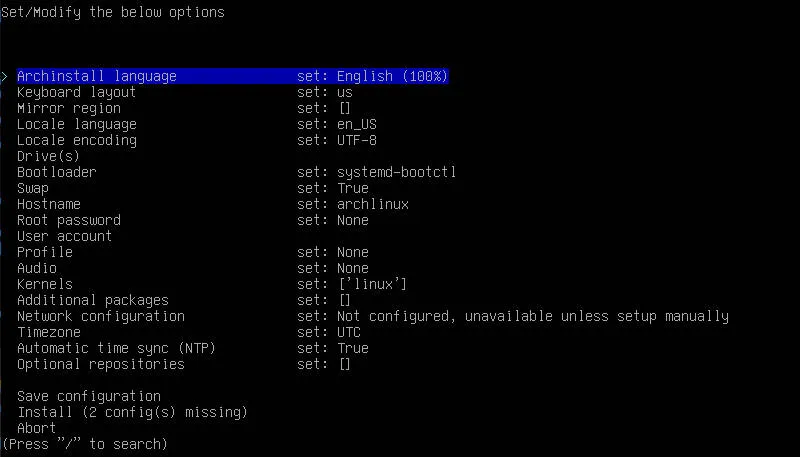 Set/Modify the below options
> Archinstall language set: English (100%)
Keyboard layout set: us
Mirror region set: []
Locale language set: en_US
Locale encoding set: UTF-8
Drive(s)
Bootloader set: systemd-bootctl
Swap set: True
Hostname set: archlinux
Root password set: None
User account
Profile set: None
Audio set: None
Kernels set: ['linux']
Additional packages set: []
Network configuration set: Not configured, unavailable unless setup manually
Timezone set: UTC
Automatic time sync (NTP) set: True
Optional repositories set: []
Save configuration
Install (2 config(s) missing)
Abort
(Press "/" to search)